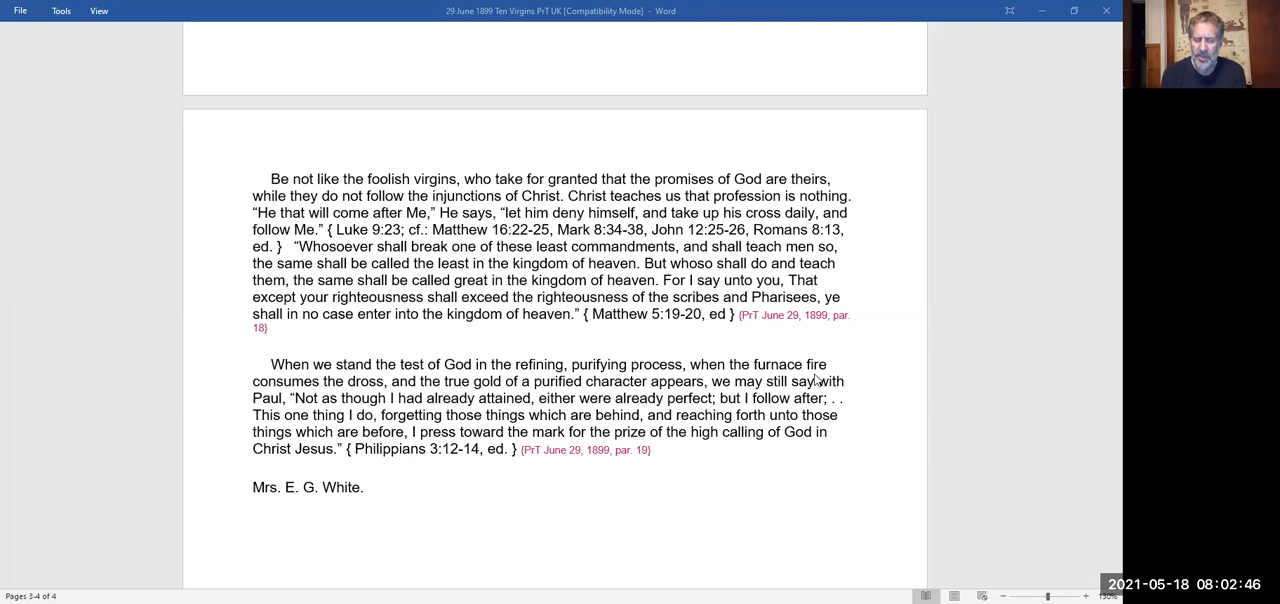 File Tools View 29 June 1899 Ten Virgins PrT UK [Compatibility Mode] - Word
Be not like the foolish virgins, who take for granted that the promises of God are theirs,
while they do not follow the injunctions of Christ. Christ teaches us that profession is nothing.
“He that will come after Me,” He says, “let him deny himself, and take up his cross daily, and
follow Me.” { Luke 9:23; cf.: Matthew 16:22-25, Mark 8:34-38, John 12:25-26, Romans 8:13,
ed. } “Whosoever shall break one of these least commandments, and shall teach men so,
the same shall be called the least in the kingdom of heaven. But whoso shall do and teach
them, the same shall be called great in the kingdom of heaven. For I say unto you, That
except your righteousness shall exceed the righteousness of the scribes and Pharisees, ye
shall in no case enter into the kingdom of heaven.” { Matthew 5:19-20, ed } {PrT June 29, 1899, par.
18}
When we stand the test of God in the refining, purifying process, when the furnace fire
consumes the dross, and the true gold of a purified character appears, we may still say with
Paul, “Not as though I had already attained, either were already perfect; but I follow after; . .
This one thing I do, forgetting those things which are behind, and reaching forth unto those
things which are before, I press toward the mark for the prize of the high calling of God in
Christ Jesus.” { Philippians 3:12-14, ed. } {PrT June 29, 1899, par. 19}
Mrs. E. G. White.
2021-05-18 08:02:46
Pages 3-4 of 4